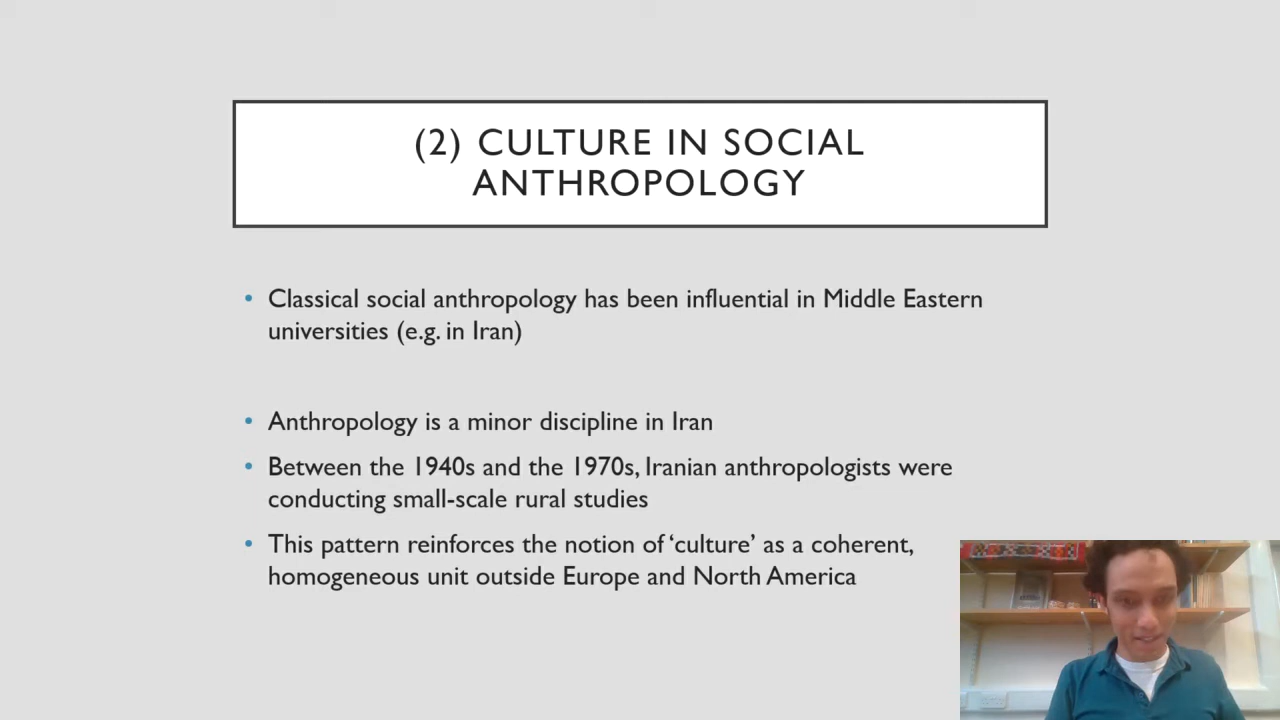 (2) CULTURE IN SOCIAL
ANTHROPOLOGY
• Classical social anthropology has been influential in Middle Eastern
universities (e.g. in Iran)
• Anthropology is a minor discipline in Iran
• Between the 1940s and the 1970s, Iranian anthropologists were
conducting small-scale rural studies
• This pattern reinforces the notion of ‘culture’ as a coherent,
homogeneous unit outside Europe and North America